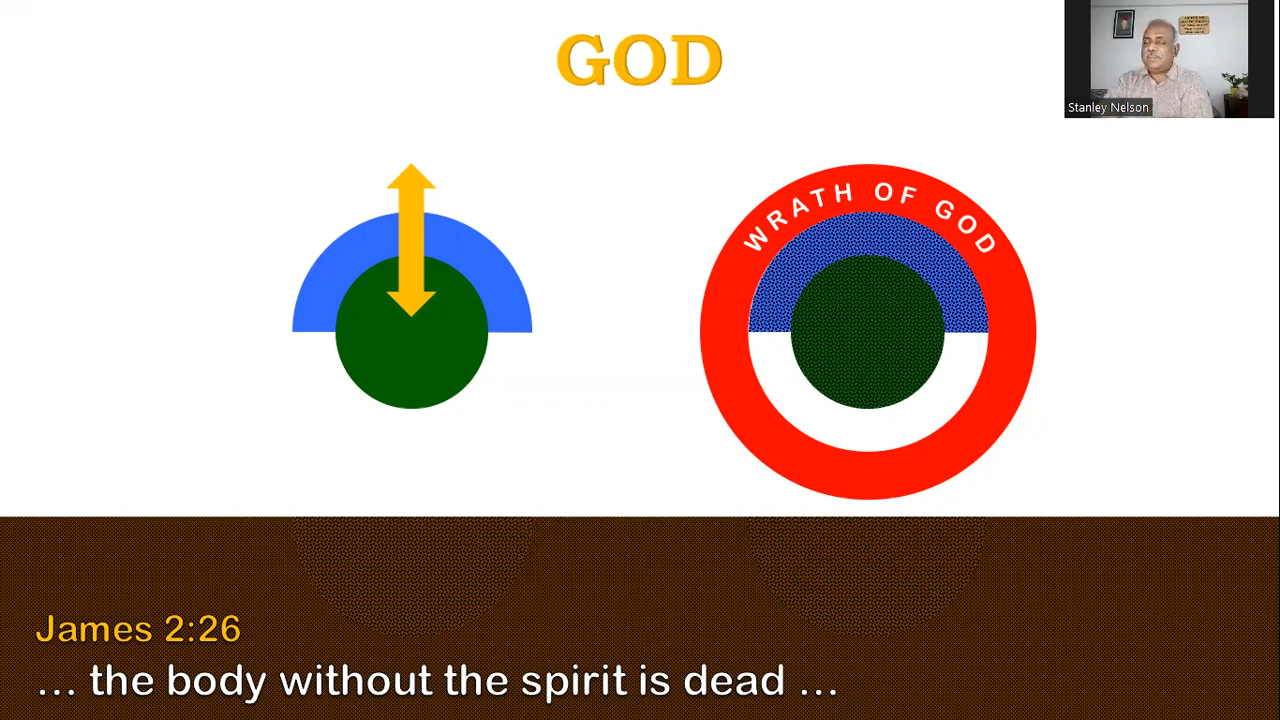 GOD
Stanley Nelson
WRATH OF GOD
James 2:26
... the body without the spirit is dead ...